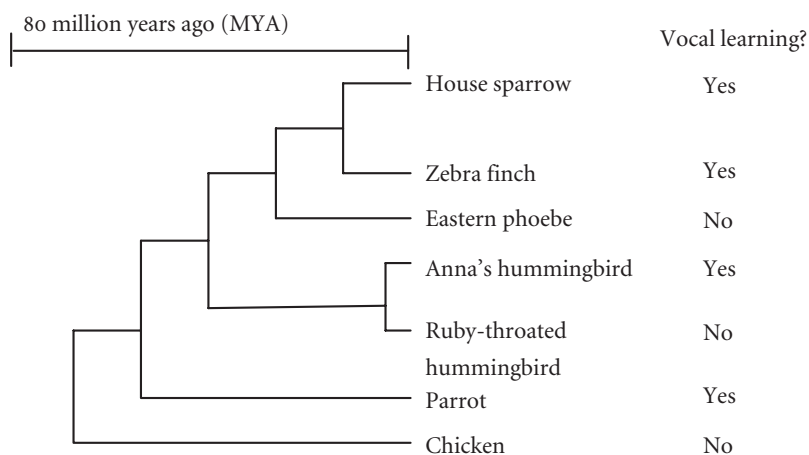 80 million years ago (MYA)
Vocal learning?
House sparrow Yes
Zebra finch Yes
Eastern phoebe No
Anna's hummingbird Yes
Ruby-throated No
hummingbird
Parrot Yes
Chicken No